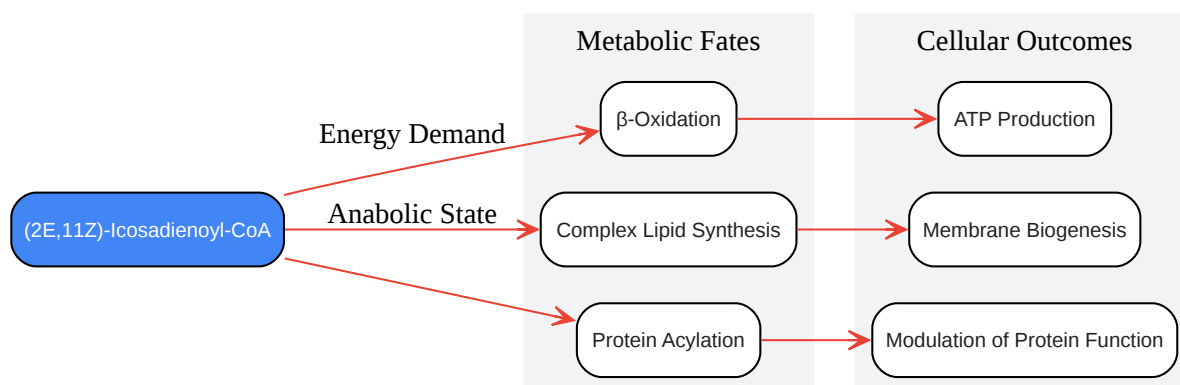 Metabolic Fates
Cellular Outcomes
Energy Demand
β-Oxidation
ATP Production
(2E,11Z)-Icosadienoyl-CoA
Anabolic State
Complex Lipid Synthesis
Membrane Biogenesis
Protein Acylation
Modulation of Protein Function